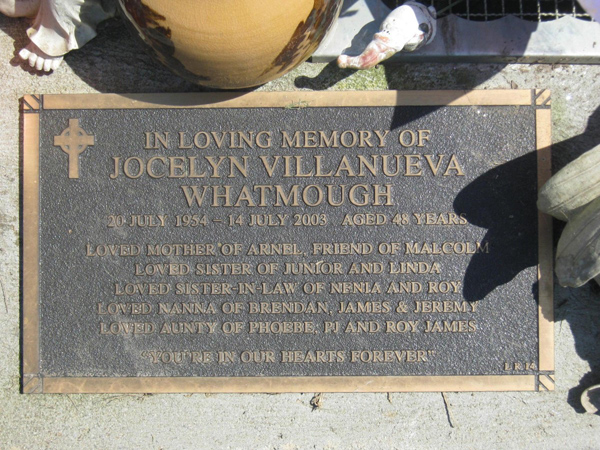 IN LOVING MEMORY OF
JOCELYN VILLANUEVA
WHATMOUGH
20 JULY 1954 – 14 JULY 2003 AGED 48 YEARS
LOVED MOTHER OF ARNEL, FRIEND OF MALCOLM
LOVED SISTER OF JUNIOR AND LINDA
LOVED SISTER-IN-LAW OF NENIA AND ROY
LOVED NANNA OF BRENDAN, JAMES & JEREMY
LOVED AUNTY OF PHOEBE, PJ AND ROY JAMES
"YOU'RE IN OUR HEARTS FOREVER"